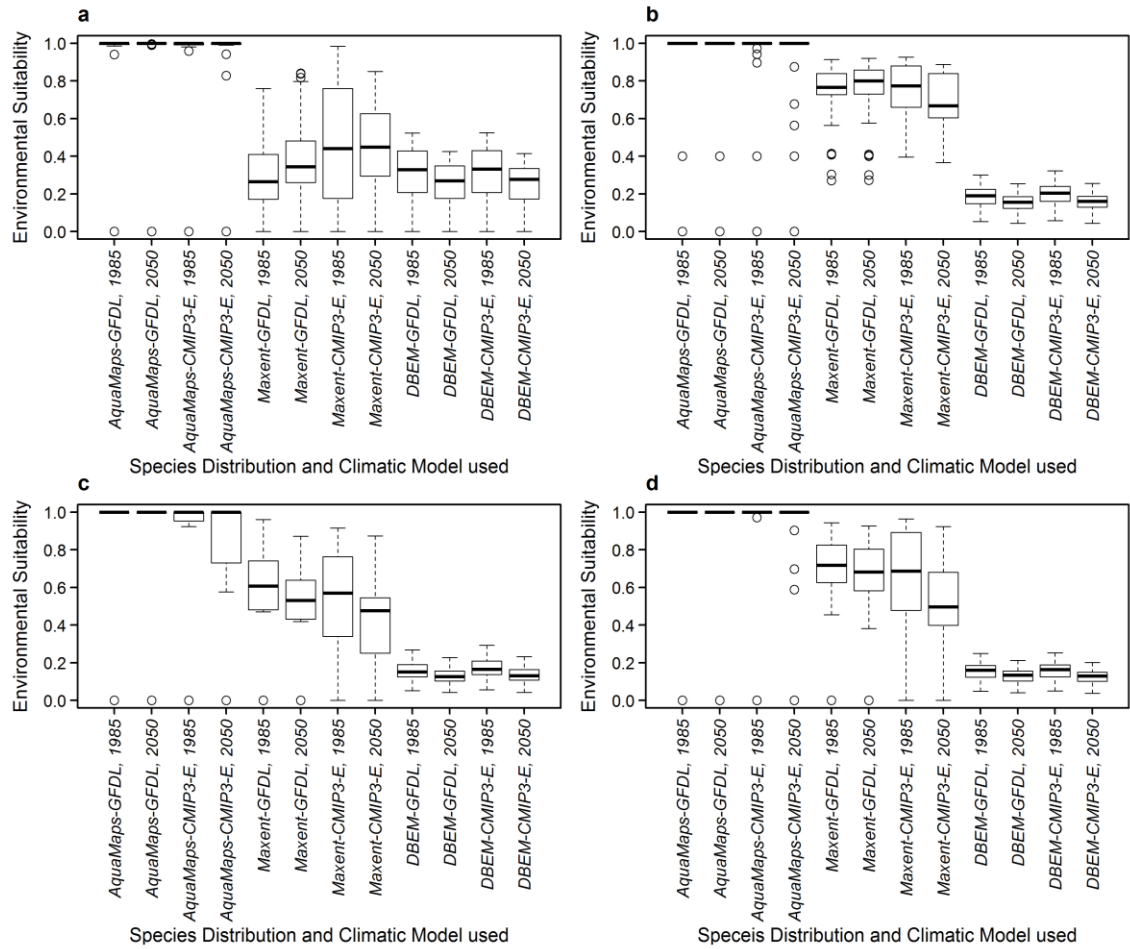 a
Environmental Suitability
1.0
0.8
0.6
0.4
0.2
0.0
AquaMaps-GFDL, 1985
AquaMaps-GFDL, 2050
AquaMaps-CMIP3-E, 1985
AquaMaps-CMIP3-E, 2050
Maxent-GFDL, 1985
Maxent-GFDL, 2050
Maxent-CMIP3-E, 1985
Maxent-CMIP3-E, 2050
DBEM-GFDL, 1985
DBEM-GFDL, 2050
DBEM-CMIP3-E, 1985
DBEM-CMIP3-E, 2050
Species Distribution and Climatic Model used
b
Environmental Suitability
1.0
0.8
0.6
0.4
0.2
0.0
AquaMaps-GFDL, 1985
AquaMaps-GFDL, 2050
AquaMaps-CMIP3-E, 1985
AquaMaps-CMIP3-E, 2050
Maxent-GFDL, 1985
Maxent-GFDL, 2050
Maxent-CMIP3-E, 1985
Maxent-CMIP3-E, 2050
DBEM-GFDL, 1985
DBEM-GFDL, 2050
DBEM-CMIP3-E, 1985
DBEM-CMIP3-E, 2050
Species Distribution and Climatic Model used
c
Environmental Suitability
1.0
0.8
0.6
0.4
0.2
0.0
AquaMaps-GFDL, 1985
AquaMaps-GFDL, 2050
AquaMaps-CMIP3-E, 1985
AquaMaps-CMIP3-E, 2050
Maxent-GFDL, 1985
Maxent-GFDL, 2050
Maxent-CMIP3-E, 1985
Maxent-CMIP3-E, 2050
DBEM-GFDL, 1985
DBEM-GFDL, 2050
DBEM-CMIP3-E, 1985
DBEM-CMIP3-E, 2050
Species Distribution and Climatic Model used
d
Environmental Suitability
1.0
0.8
0.6
0.4
0.2
0.0
AquaMaps-GFDL, 1985
AquaMaps-GFDL, 2050
AquaMaps-CMIP3-E, 1985
AquaMaps-CMIP3-E, 2050
Maxent-GFDL, 1985
Maxent-GFDL, 2050
Maxent-CMIP3-E, 1985
Maxent-CMIP3-E, 2050
DBEM-GFDL, 1985
DBEM-GFDL, 2050
DBEM-CMIP3-E, 1985
DBEM-CMIP3-E, 2050
Speceis Distribution and Climatic Model used